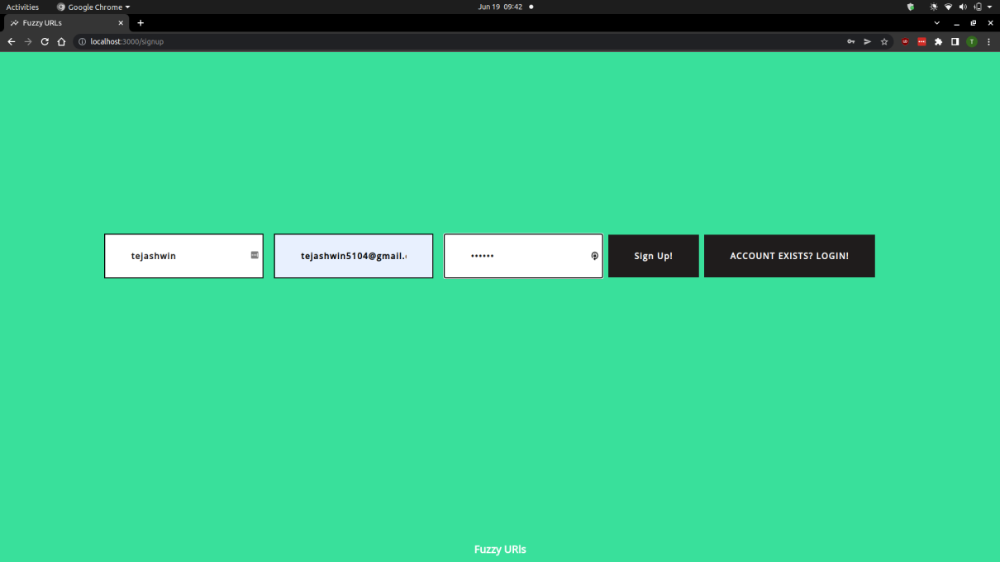 Activities Google Chrome Jun 19 09:42
Fuzzy URLs
localhost:3000/signup
tejashwin tejashwin5104@gmail. •••••• Sign Up! ACCOUNT EXISTS? LOGIN!
Fuzzy URls